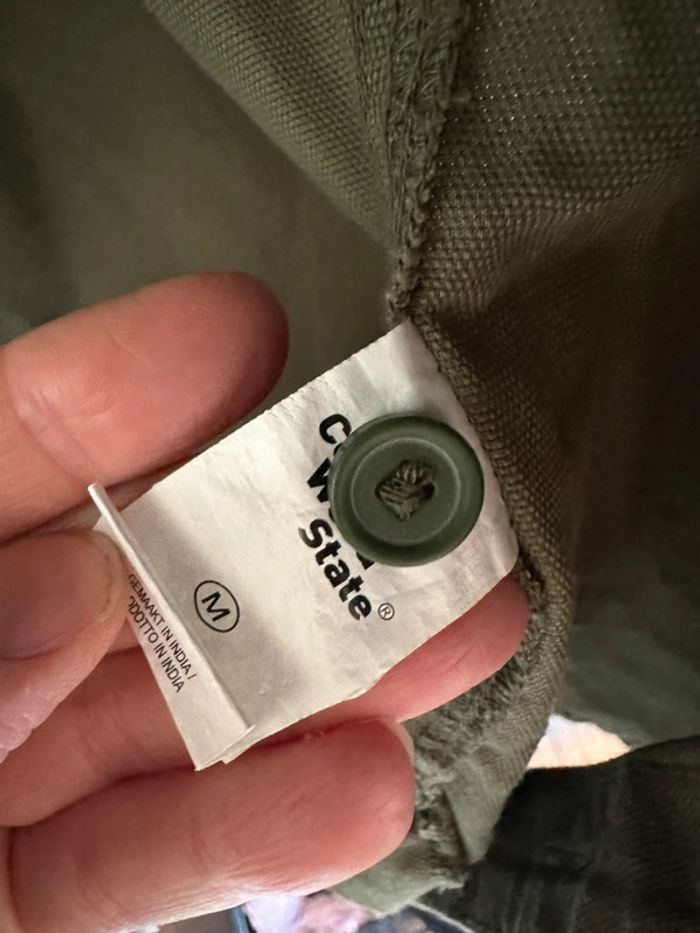 State®
M
GEMAAKT IN INDIA /
ODOTTO IN INDIA